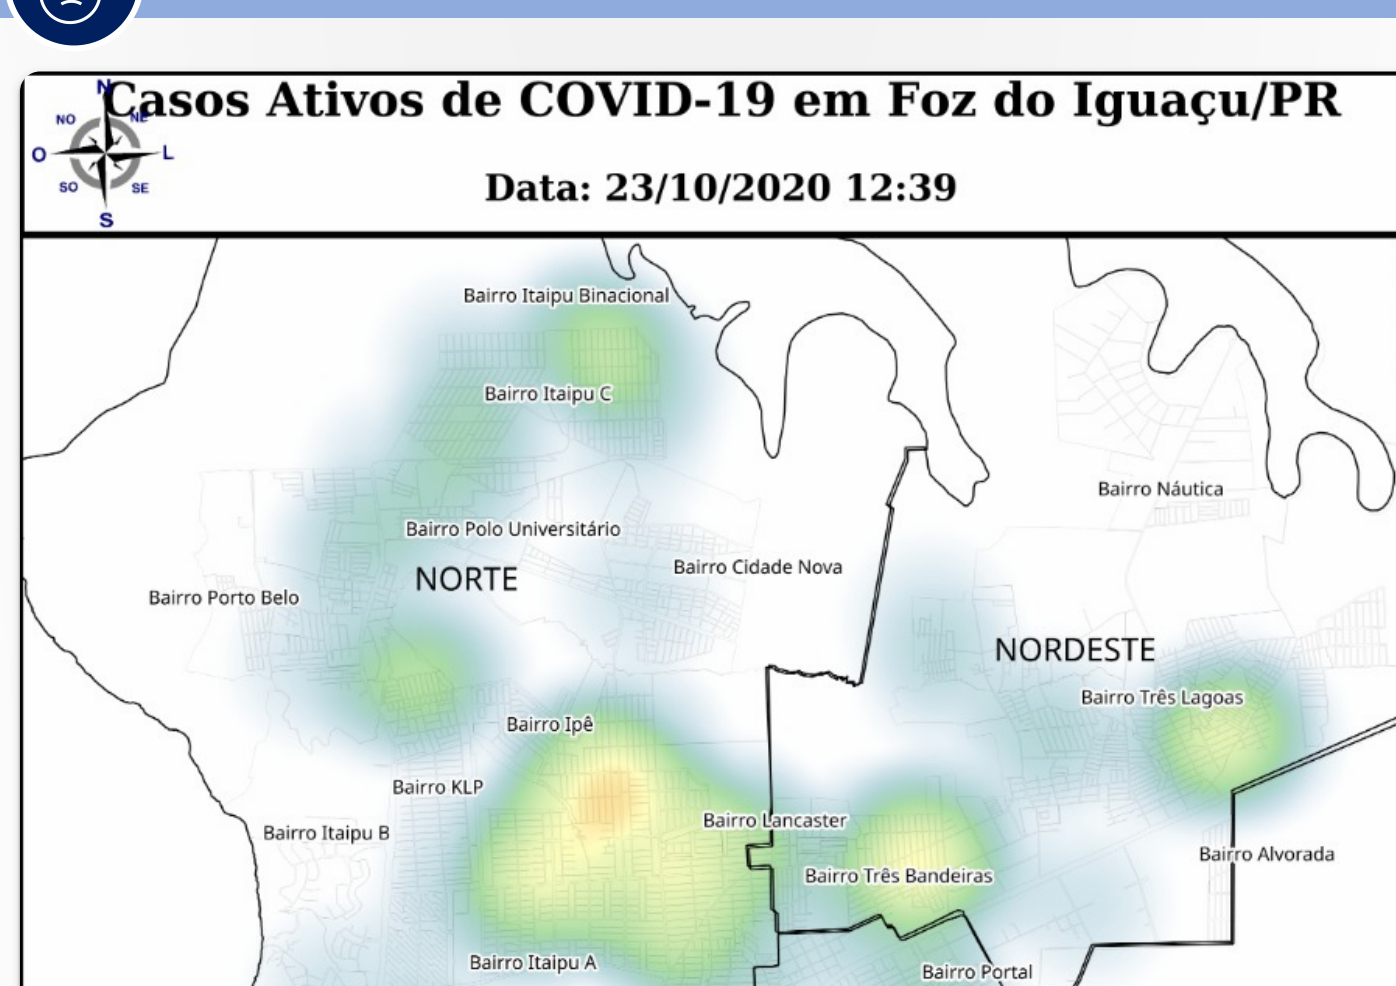 Casos Ativos de COVID-19 em Foz do Iguaçu/PR
N
NO
NE
O
L
SO
SE
S
Data: 23/10/2020 12:39
Bairro Itaipu Binacional
Bairro Itaipu C
Bairro Náutica
Bairro Polo Universitário
Bairro Cidade Nova
NORTE
Bairro Porto Belo
NORDESTE
Bairro Três Lagoas
Bairro Ipê
Bairro KLP
Bairro Lancaster
Bairro Itaipu B
Bairro Alvorada
Bairro Três Bandeiras
Bairro Itaipu A
Bairro Portal